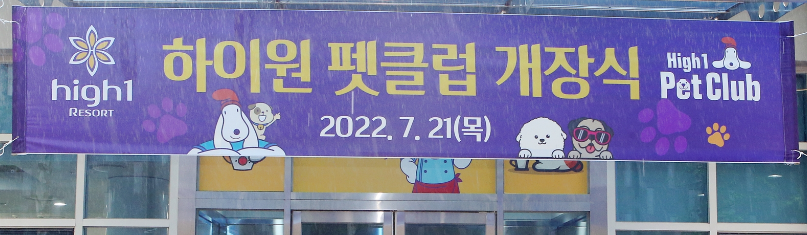 high1
RESORT
하이원 펫클럽 개장식
2022. 7. 21(목)
High1
Pet Club